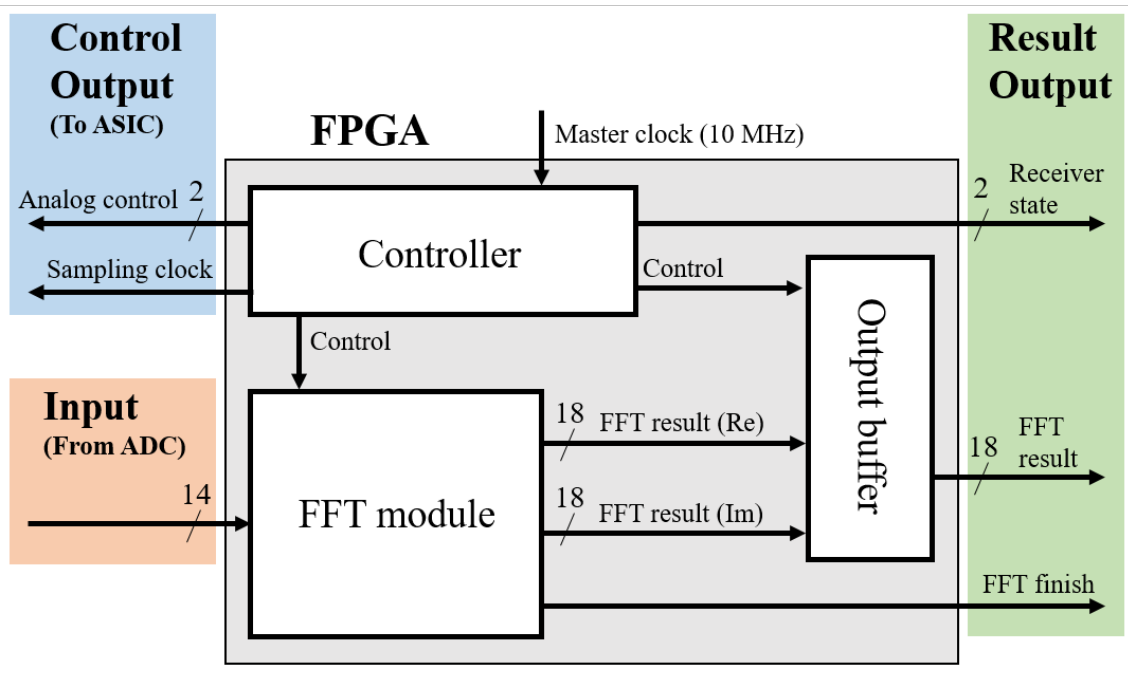 Control
Output
(To ASIC)
Result
Output
FPGA
Master clock (10 MHz)
Analog control
2
2
Receiver
state
Controller
Sampling clock
Control
Control
Output buffer
Input
(From ADC)
14
FFT module
18
FFT result (Re)
18
FFT result (Im)
18
FFT
result
FFT finish